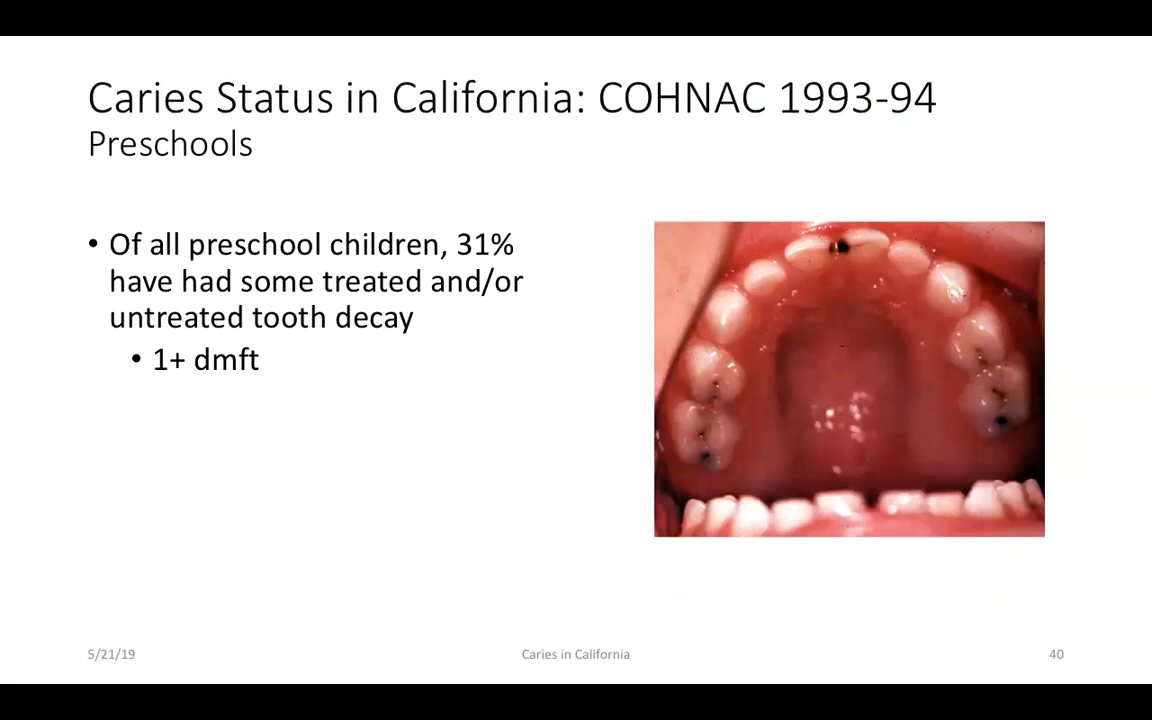 Caries Status in California: COHNAC 1993-94
Preschools
• Of all preschool children, 31%
have had some treated and/or
untreated tooth decay
• 1+ dmft
5/21/19
Caries in California
40